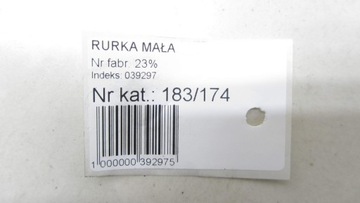 RURKA MAŁA
Nr fabr. 23%
Indeks: 039297
Nr kat.: 183/174
1 000000 392975